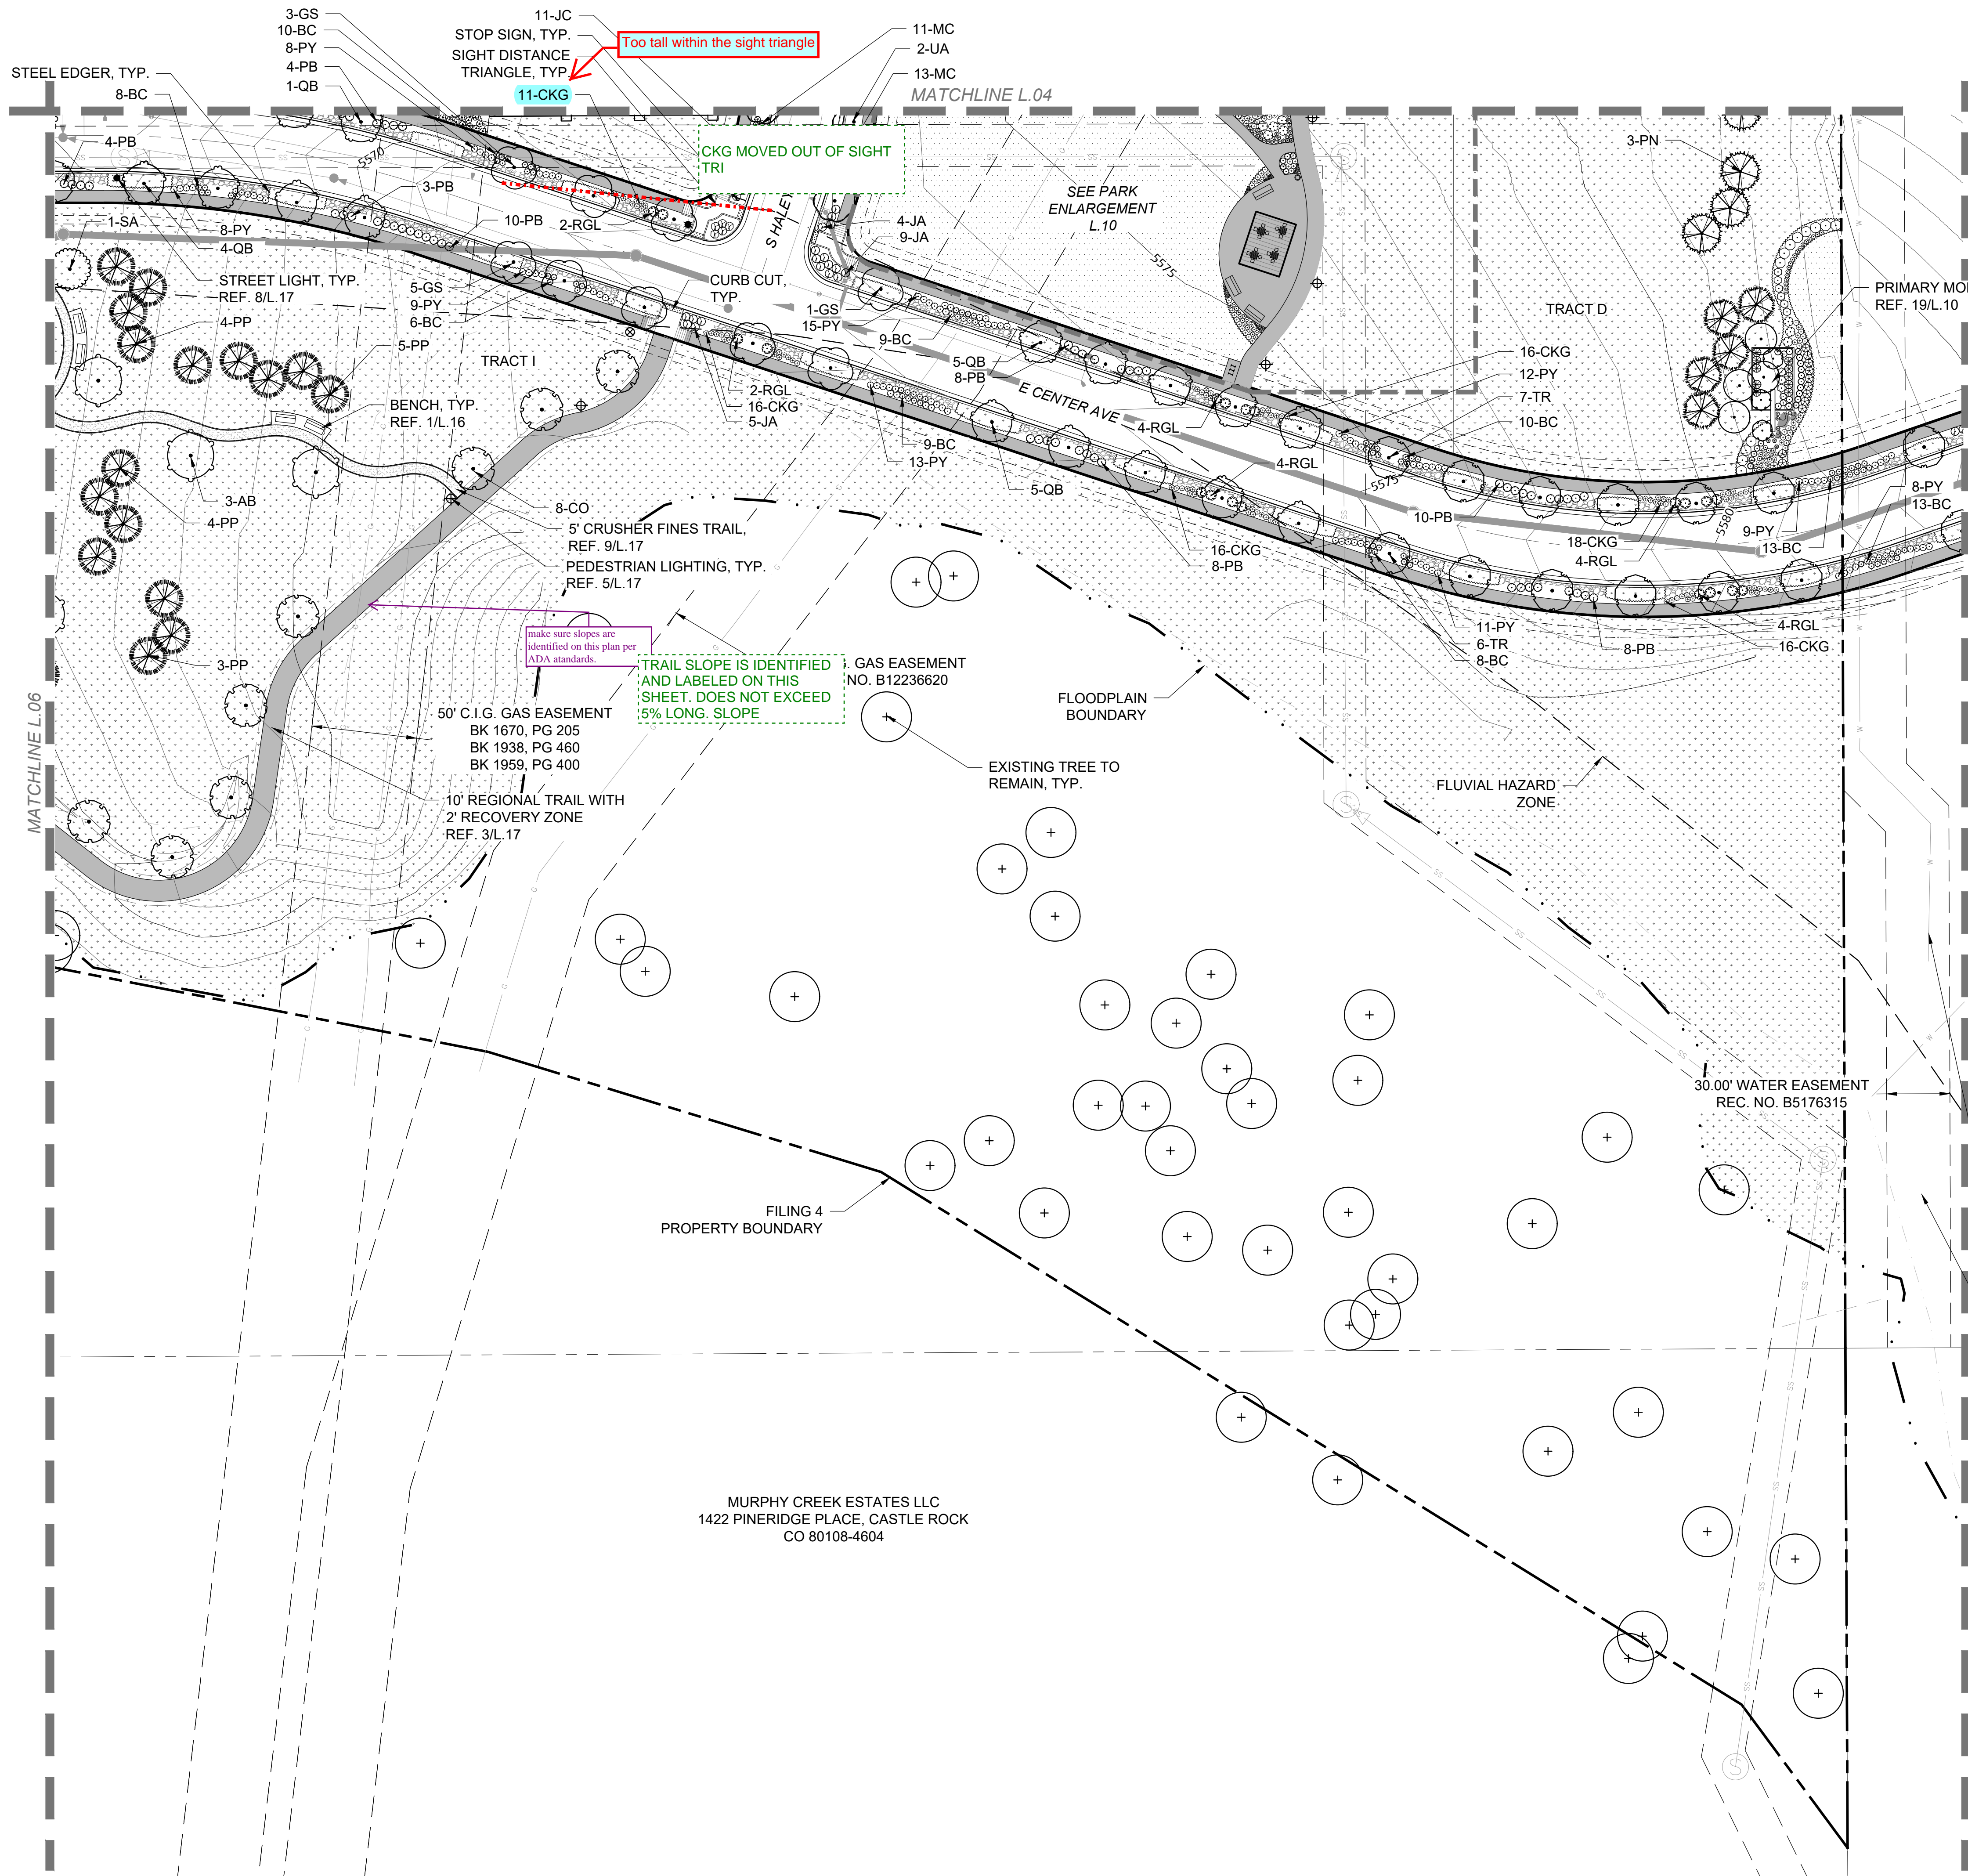 3-GS
10-BC
8-PY
4-PB
1-QB
STEEL EDGER, TYP.
8-BC
11-JC
STOP SIGN, TYP.
SIGHT DISTANCE
TRIANGLE, TYP.
11-CKG
Too tall within the sight triangle
11-MC
2-UA
13-MC
MATCHLINE L.04
CKG MOVED OUT OF SIGHT
TRI
4-PB
5570
3-PB
10-PB
2-RGL
S HALEY
1-SA
8-PY
4-QB
STREET LIGHT, TYP.
REF. 8/L.17
5-GS
9-PY
6-BC
CURB CUT,
TYP.
4-JA
9-JA
SEE PARK
ENLARGEMENT
L.10
5575
3-PN
TRACT D
PRIMARY MO
REF. 19/L.10
4-PP
5-PP
TRACT I
1-GS
15-PY
9-BC
5-QB
8-PB
E CENTER AVE
16-CKG
12-PY
7-TR
10-BC
BENCH, TYP.
REF. 1/L.16
2-RGL
16-CKG
5-JA
9-BC
13-PY
4-RGL
4-RGL
5575
5-QB
10-PB
18-CKG
4-RGL
5580
9-PY
13-BC
8-PY
13-BC
3-AB
4-PP
8-CO
5' CRUSHER FINES TRAIL,
REF. 9/L.17
PEDESTRIAN LIGHTING, TYP.
REF. 5/L.17
16-CKG
8-PB
11-PY
6-TR
8-BC
8-PB
4-RGL
16-CKG
make sure slopes are
identified on this plan per
ADA atandards.
TRAIL SLOPE IS IDENTIFIED
AND LABELED ON THIS
SHEET. DOES NOT EXCEED
5% LONG. SLOPE
. GAS EASEMENT
NO. B12236620
3-PP
MATCHLINE L.06
50' C.I.G. GAS EASEMENT
BK 1670, PG 205
BK 1938, PG 460
BK 1959, PG 400
FLOODPLAIN
BOUNDARY
EXISTING TREE TO
REMAIN, TYP.
FLUVIAL HAZARD
ZONE
10' REGIONAL TRAIL WITH
2' RECOVERY ZONE
REF. 3/L.17
30.00' WATER EASEMENT
REC. NO. B5176315
FILING 4
PROPERTY BOUNDARY
MURPHY CREEK ESTATES LLC
1422 PINERIDGE PLACE, CASTLE ROCK
CO 80108-4604